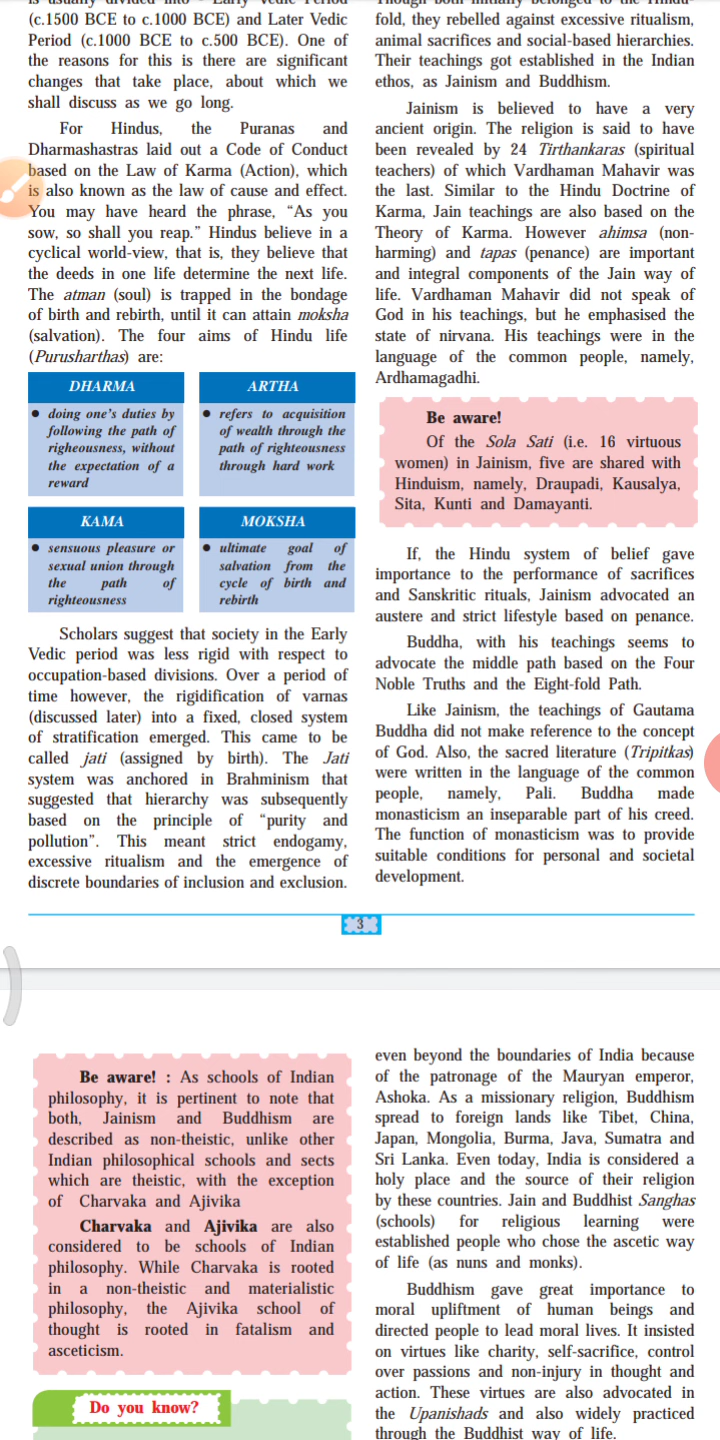 is usually divided into - Early Vedic Period
(c.1500 BCE to c.1000 BCE) and Later Vedic
Period (c.1000 BCE to c.500 BCE). One of
the reasons for this is there are significant
changes that take place, about which we
shall discuss as we go long.
For Hindus, the Puranas and
Dharmashastras laid out a Code of Conduct
based on the Law of Karma (Action), which
is also known as the law of cause and effect.
You may have heard the phrase, “As you
sow, so shall you reap.” Hindus believe in a
cyclical world-view, that is, they believe that
the deeds in one life determine the next life.
The atman (soul) is trapped in the bondage
of birth and rebirth, until it can attain moksha
(salvation). The four aims of Hindu life
(Purusharthas) are:
DHARMA
• doing one’s duties by
following the path of
righeousness, without
the expectation of a
reward
ARTHA
• refers to acquisition
of wealth through the
path of righteousness
through hard work
KAMA
• sensuous pleasure or
sexual union through
the path of
righteousness
MOKSHA
• ultimate goal of
salvation from the
cycle of birth and
rebirth
Scholars suggest that society in the Early
Vedic period was less rigid with respect to
occupation-based divisions. Over a period of
time however, the rigidification of varnas
(discussed later) into a fixed, closed system
of stratification emerged. This came to be
called jati (assigned by birth). The Jati
system was anchored in Brahminism that
suggested that hierarchy was subsequently
based on the principle of “purity and
pollution”. This meant strict endogamy,
excessive ritualism and the emergence of
discrete boundaries of inclusion and exclusion.
Though both initially belonged to the Hindu-
fold, they rebelled against excessive ritualism,
animal sacrifices and social-based hierarchies.
Their teachings got established in the Indian
ethos, as Jainism and Buddhism.
Jainism is believed to have a very
ancient origin. The religion is said to have
been revealed by 24 Tirthankaras (spiritual
teachers) of which Vardhaman Mahavir was
the last. Similar to the Hindu Doctrine of
Karma, Jain teachings are also based on the
Theory of Karma. However ahimsa (non-
harming) and tapas (penance) are important
and integral components of the Jain way of
life. Vardhaman Mahavir did not speak of
God in his teachings, but he emphasised the
state of nirvana. His teachings were in the
language of the common people, namely,
Ardhamagadhi.
Be aware!
Of the Sola Sati (i.e. 16 virtuous
women) in Jainism, five are shared with
Hinduism, namely, Draupadi, Kausalya,
Sita, Kunti and Damayanti.
If, the Hindu system of belief gave
importance to the performance of sacrifices
and Sanskritic rituals, Jainism advocated an
austere and strict lifestyle based on penance.
Buddha, with his teachings seems to
advocate the middle path based on the Four
Noble Truths and the Eight-fold Path.
Like Jainism, the teachings of Gautama
Buddha did not make reference to the concept
of God. Also, the sacred literature (Tripitkas)
were written in the language of the common
people, namely, Pali. Buddha made
monasticism an inseparable part of his creed.
The function of monasticism was to provide
suitable conditions for personal and societal
development.
3
Be aware! : As schools of Indian
philosophy, it is pertinent to note that
both, Jainism and Buddhism are
described as non-theistic, unlike other
Indian philosophical schools and sects
which are theistic, with the exception
of Charvaka and Ajivika
Charvaka and Ajivika are also
considered to be schools of Indian
philosophy. While Charvaka is rooted
in a non-theistic and materialistic
philosophy, the Ajivika school of
thought is rooted in fatalism and
asceticism.
Do you know?
even beyond the boundaries of India because
of the patronage of the Mauryan emperor,
Ashoka. As a missionary religion, Buddhism
spread to foreign lands like Tibet, China,
Japan, Mongolia, Burma, Java, Sumatra and
Sri Lanka. Even today, India is considered a
holy place and the source of their religion
by these countries. Jain and Buddhist Sanghas
(schools) for religious learning were
established people who chose the ascetic way
of life (as nuns and monks).
Buddhism gave great importance to
moral upliftment of human beings and
directed people to lead moral lives. It insisted
on virtues like charity, self-sacrifice, control
over passions and non-injury in thought and
action. These virtues are also advocated in
the Upanishads and also widely practiced
through the Buddhist way of life.